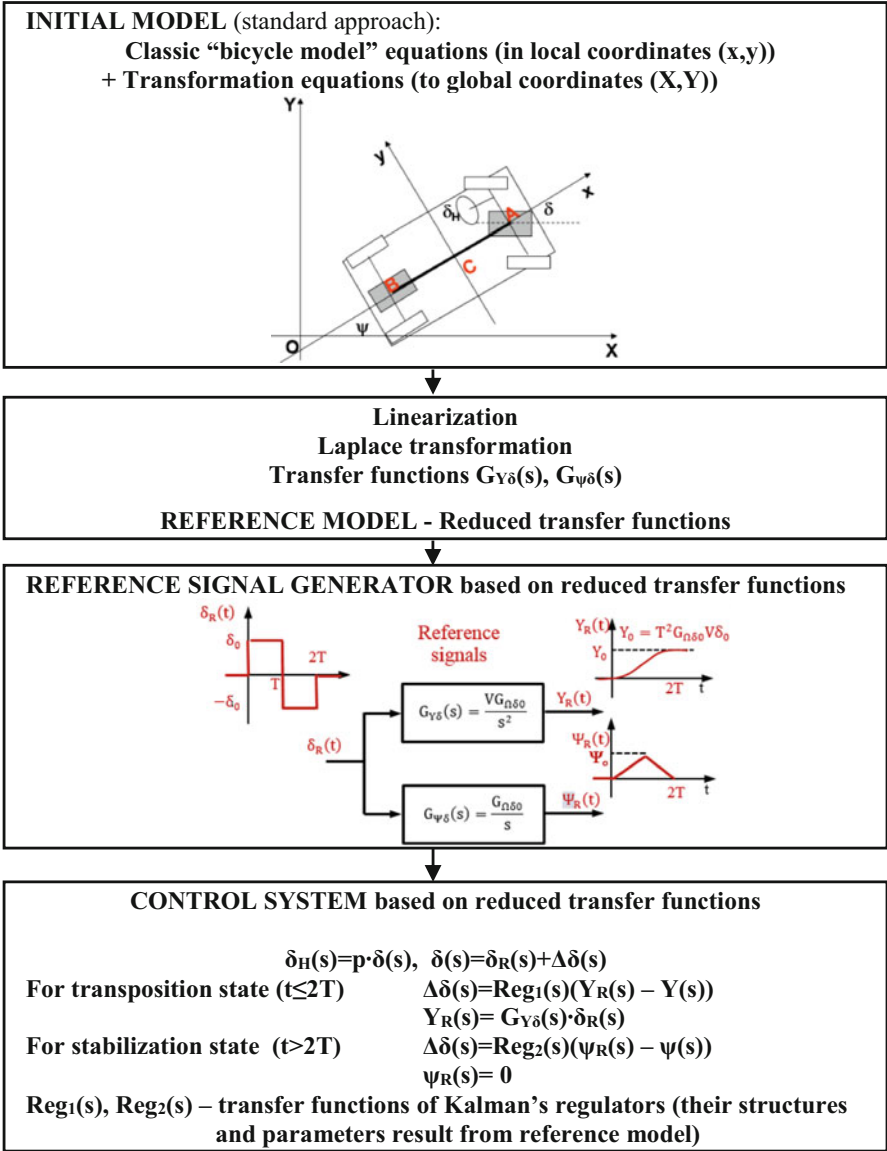 INITIAL MODEL (standard approach):
Classic “bicycle model” equations (in local coordinates (x,y))
+ Transformation equations (to global coordinates (X,Y))
Y
y
x
δH
A
δ
C
B
ψ
O
X
Linearization
Laplace transformation
Transfer functions GYδ(s), Gψδ(s)
REFERENCE MODEL - Reduced transfer functions
REFERENCE SIGNAL GENERATOR based on reduced transfer functions
δR(t)
δ0
T
2T
−δ0
Reference
signals
YR(t)
Y0 = T²GΩδ0Vδ0
Y0
2T
t
GYδ(s) = VGΩδ0/s²
YR(t)
δR(t)
ΨR(t)
Ψo
2T
t
GΨδ(s) = GΩδ0/s
ΨR(t)
CONTROL SYSTEM based on reduced transfer functions
δH(s)=p·δ(s), δ(s)=δR(s)+Δδ(s)
For transposition state (t≤2T) Δδ(s)=Reg1(s)(YR(s) – Y(s))
YR(s)= GYδ(s)·δR(s)
For stabilization state (t>2T) Δδ(s)=Reg2(s)(ψR(s) – ψ(s))
ψR(s)= 0
Reg1(s), Reg2(s) – transfer functions of Kalman’s regulators (their structures
and parameters result from reference model)